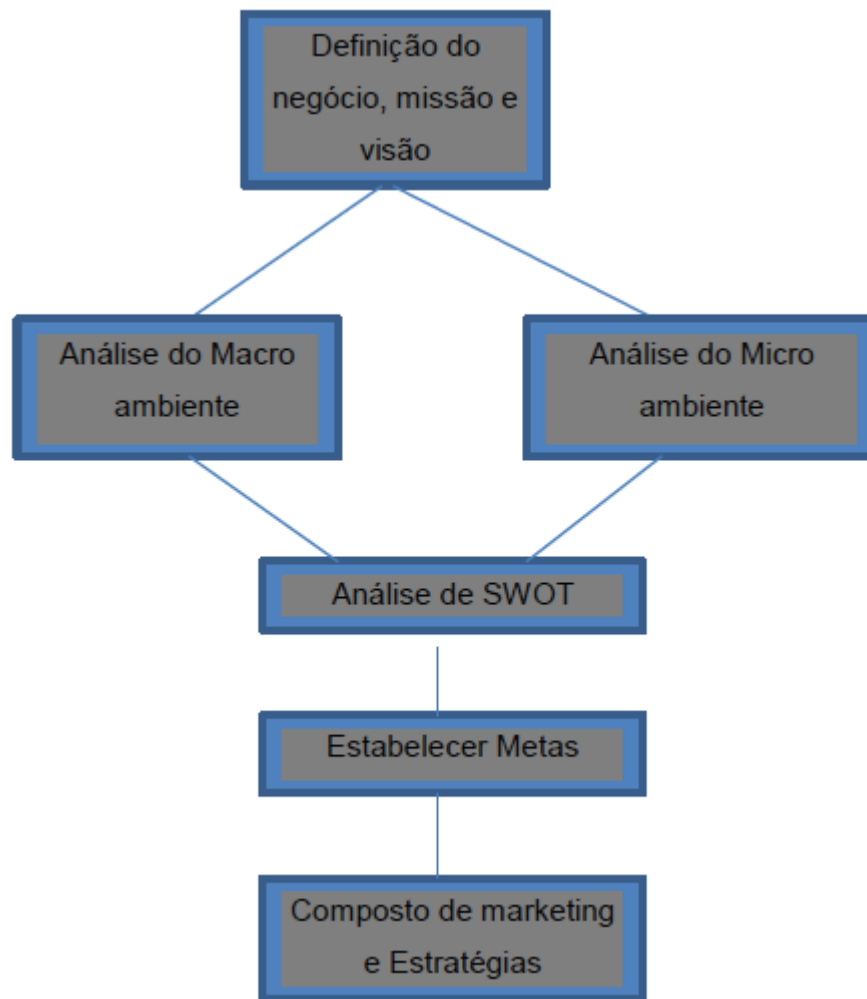 Definição do
negócio, missão e
visão
Análise do Macro
ambiente
Análise do Micro
ambiente
Análise de SWOT
Estabelecer Metas
Composto de marketing
e Estratégias